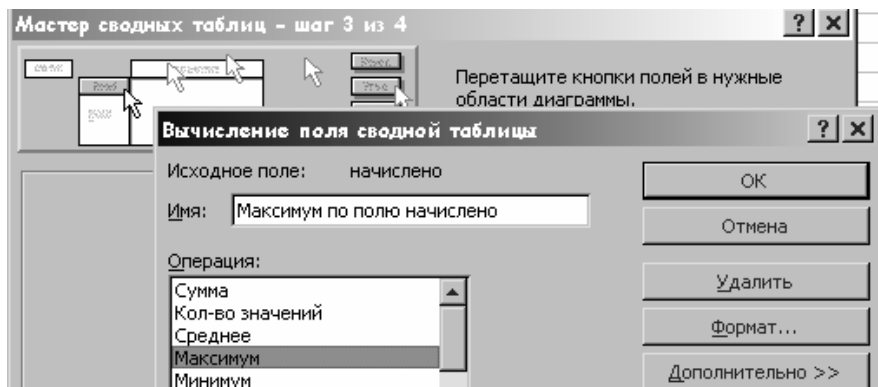 Мастер сводных таблиц – шаг 3 из 4
Перетащите кнопки полей в нужные
области диаграммы.
Вычисление поля сводной таблицы
Исходное поле: начислено
Имя: Максимум по полю начислено
Операция:
Сумма
Кол-во значений
Среднее
Максимум
Минимум
ОК
Отмена
Удалить
Формат...
Дополнительно >>